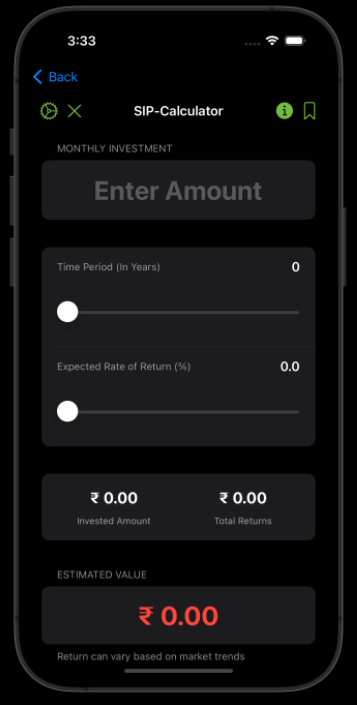 3:33
Back
SIP-Calculator
MONTHLY INVESTMENT
Enter Amount
Time Period (In Years) 0
Expected Rate of Return (%) 0.0
₹ 0.00 ₹ 0.00
Invested Amount Total Returns
ESTIMATED VALUE
₹ 0.00
Return can vary based on market trends